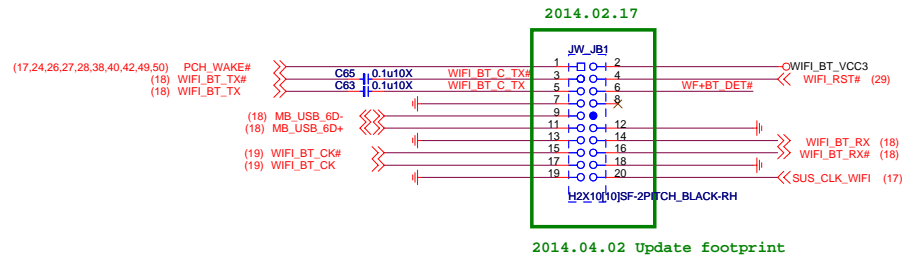 2014.02.17
JW_JB1
(17,24,26,27,28,38,40,42,49,50) PCH_WAKE# 1 2 WIFI_BT_VCC3
(18) WIFI_BT_TX# C65 0.1u10X WIFI_BT_C_TX# 3 4 WIFI_RST# (29)
(18) WIFI_BT_TX C63 0.1u10X WIFI_BT_C_TX 5 6 WF+BT_DET#
7 8
(18) MB_USB_6D- 9
(18) MB_USB_6D+ 11 12
13 14 WIFI_BT_RX (18)
(19) WIFI_BT_CK# 15 16 WIFI_BT_RX# (18)
(19) WIFI_BT_CK 17 18
19 20 SUS_CLK_WIFI (17)
H2X10[10]SF-2PITCH_BLACK-RH
2014.04.02 Update footprint